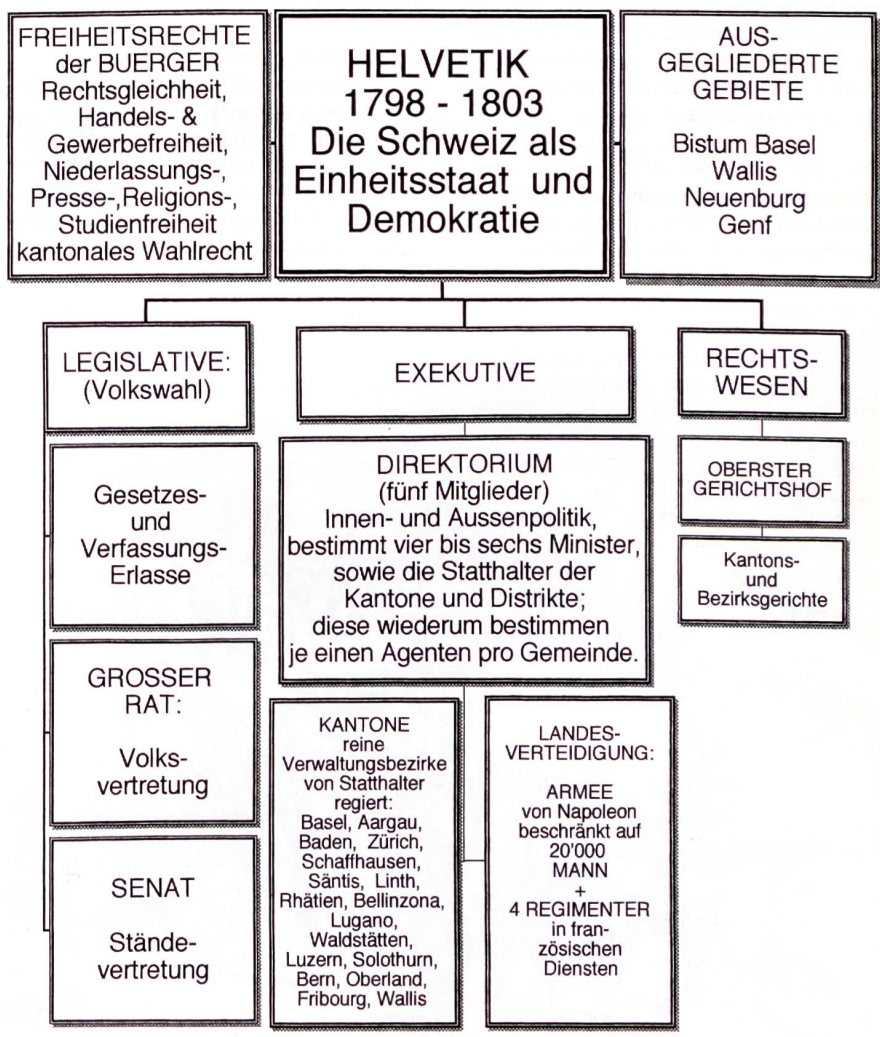 FREIHEITSRECHTE
der BUERGER
Rechtsgleichheit,
Handels- &
Gewerbefreiheit,
Niederlassungs-,
Presse-,Religions-,
Studienfreiheit
kantonales Wahlrecht
HELVETIK
1798 - 1803
Die Schweiz als
Einheitsstaat und
Demokratie
AUS-
GEGLIEDERTE
GEBIETE
Bistum Basel
Wallis
Neuenburg
Genf
LEGISLATIVE:
(Volkswahl)
Gesetzes-
und
Verfassungs-
Erlasse
GROSSER
RAT:
Volks-
vertretung
SENAT
Stände-
vertretung
EXEKUTIVE
DIREKTORIUM
(fünf Mitglieder)
Innen- und Aussenpolitik,
bestimmt vier bis sechs Minister,
sowie die Statthalter der
Kantone und Distrikte;
diese wiederum bestimmen
je einen Agenten pro Gemeinde.
KANTONE
reine
Verwaltungsbezirke
von Statthalter
regiert:
Basel, Aargau,
Baden, Zürich,
Schaffhausen,
Säntis, Linth,
Rhätien, Bellinzona,
Lugano,
Waldstätten,
Luzern, Solothurn,
Bern, Oberland,
Fribourg, Wallis
LANDES-
VERTEIDIGUNG:
ARMEE
von Napoleon
beschränkt auf
20'000
MANN
+
4 REGIMENTER
in fran-
zösischen
Diensten
RECHTS-
WESEN
OBERSTER
GERICHTSHOF
Kantons-
und
Bezirksgerichte